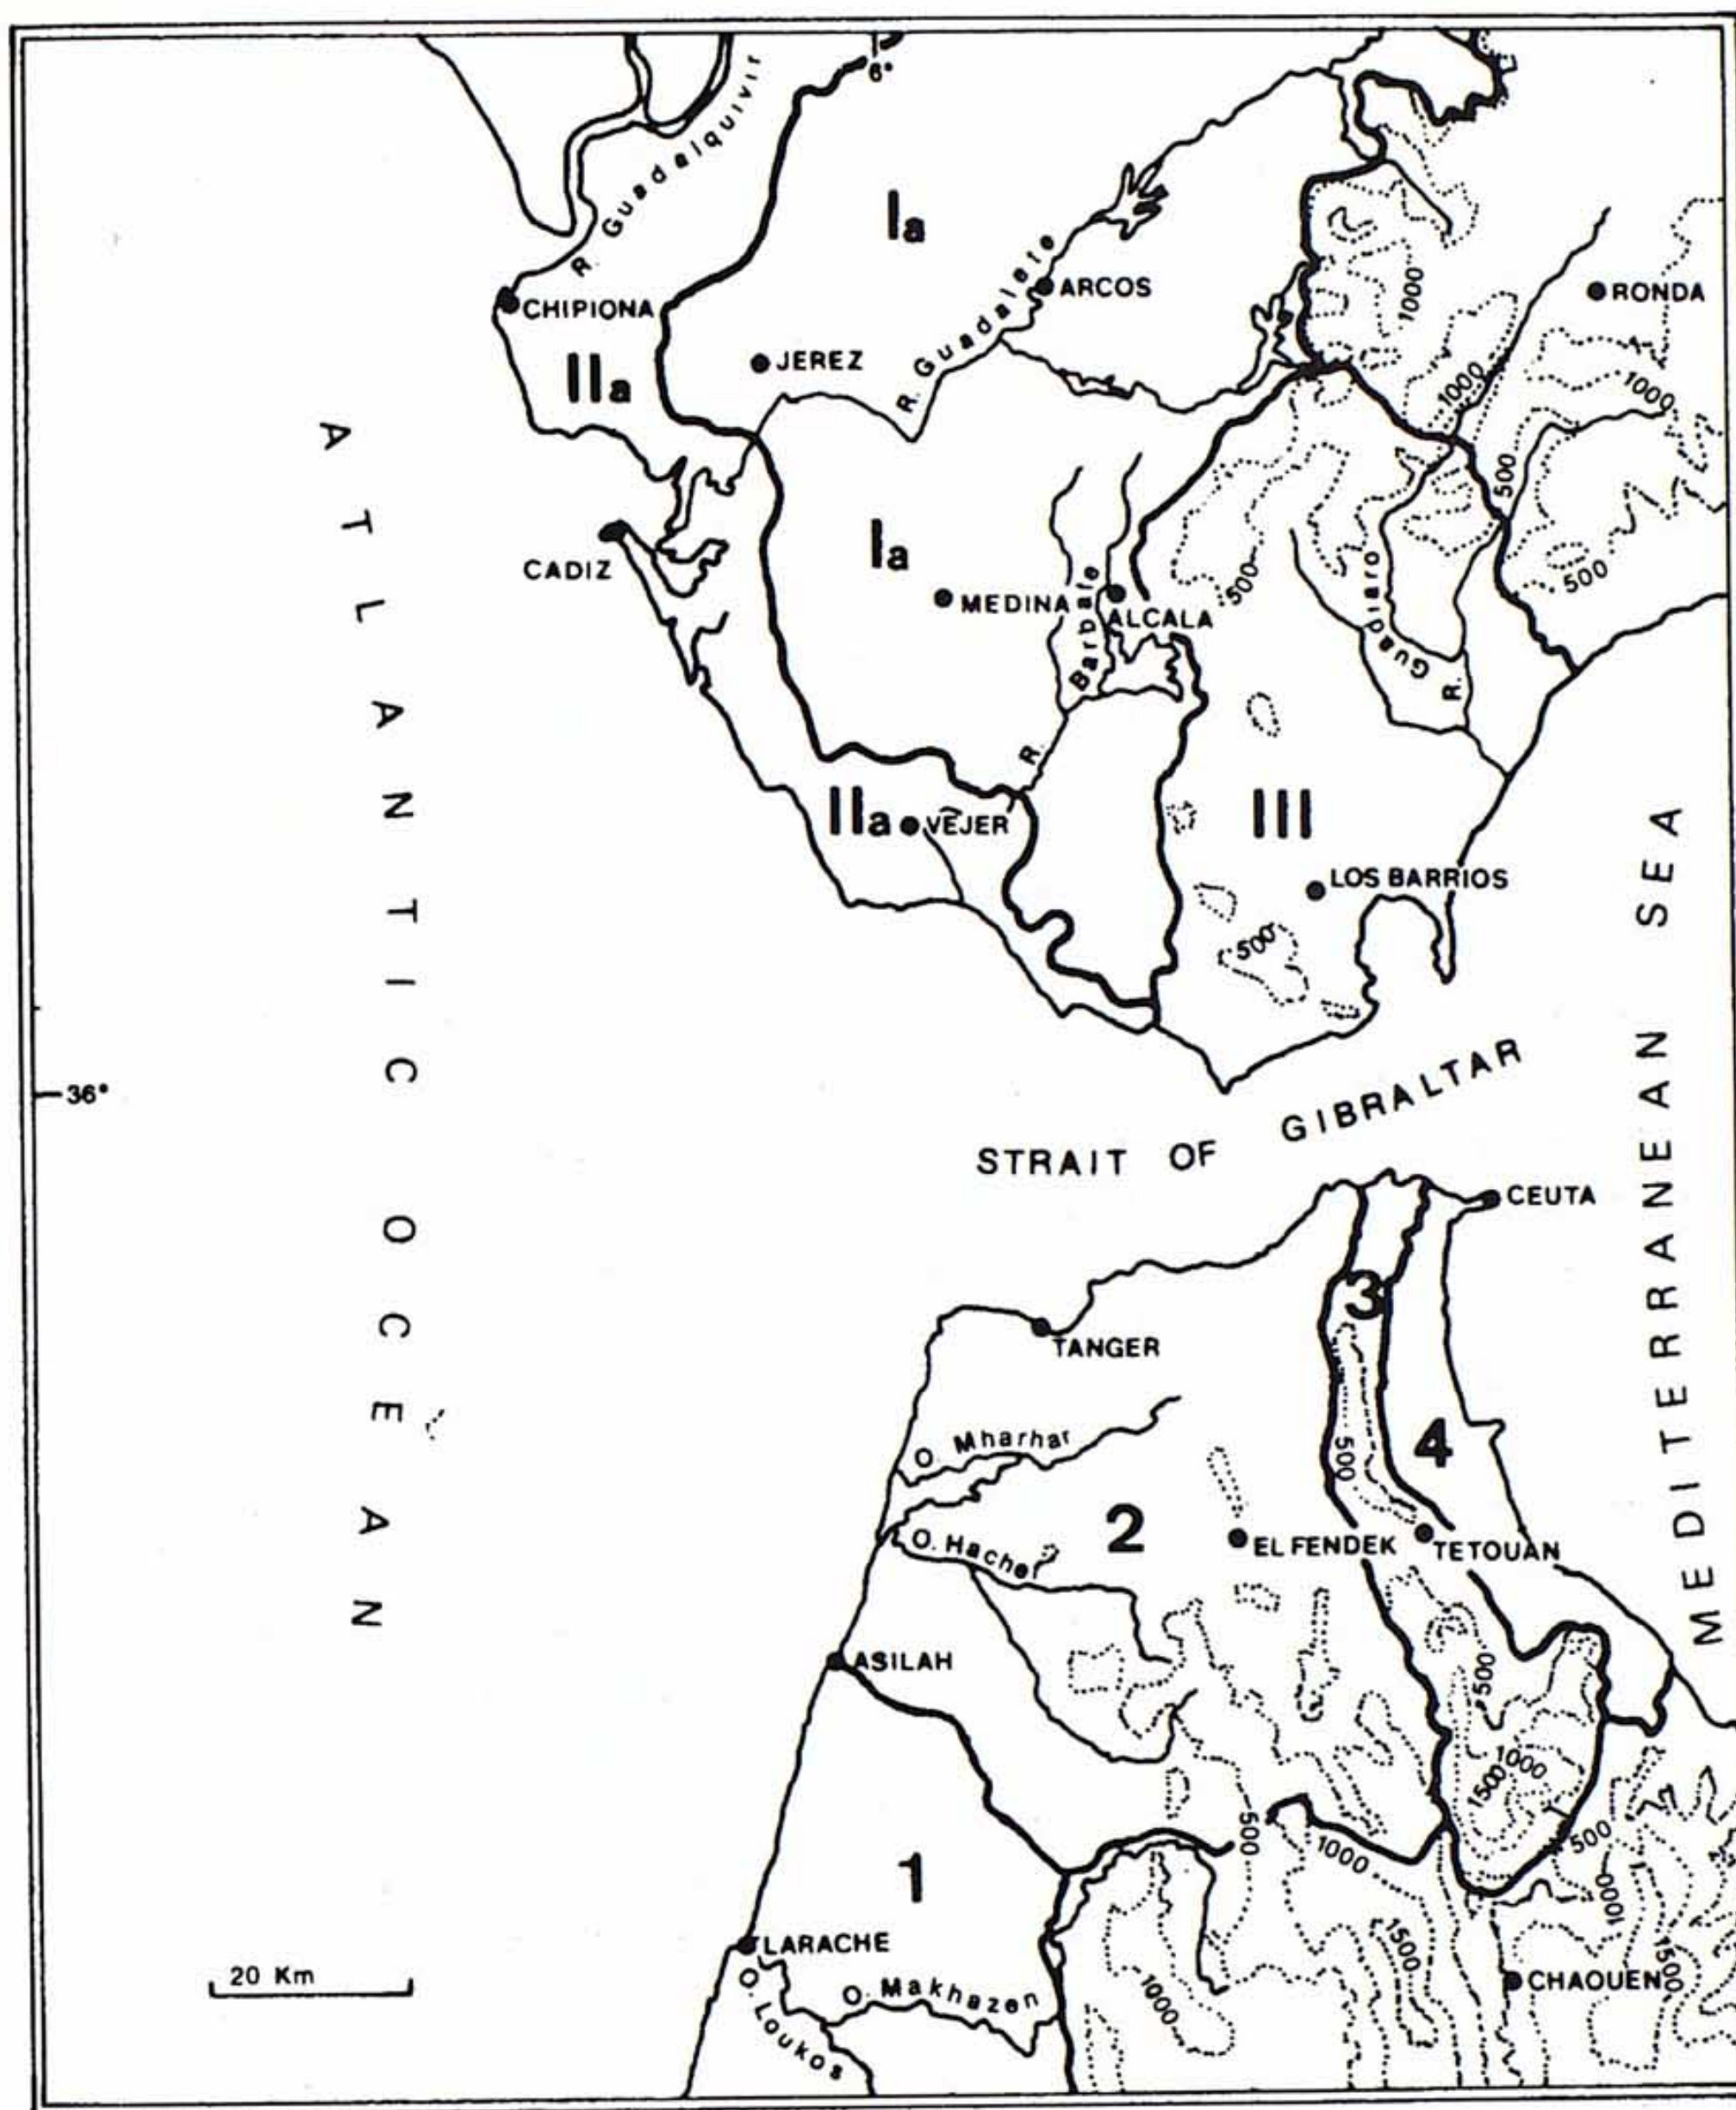 6°
R. Guadalquivir
Ia
R. Guadalete
ARCOS
1000
RONDA
CHIPIONA
JEREZ
IIa
1000
1000
500
ATLANTIC OCEAN
CADIZ
Ia
MEDINA
R. Barbate
ALCALA
500
R. Guadiaro
500
IIa
VEJER
III
LOS BARRIOS
500
MEDITERRANEAN SEA
36°
STRAIT OF GIBRALTAR
CEUTA
3
TANGER
O. Mharhar
500
4
2
O. Hacher
EL FENDEK
TETOUAN
ASILAH
500
1000
1500
500
1000
500
1
1000
LARACHE
1500
1500
CHAOUEN
20 Km
O. Makhazen
1000
O. Loukos